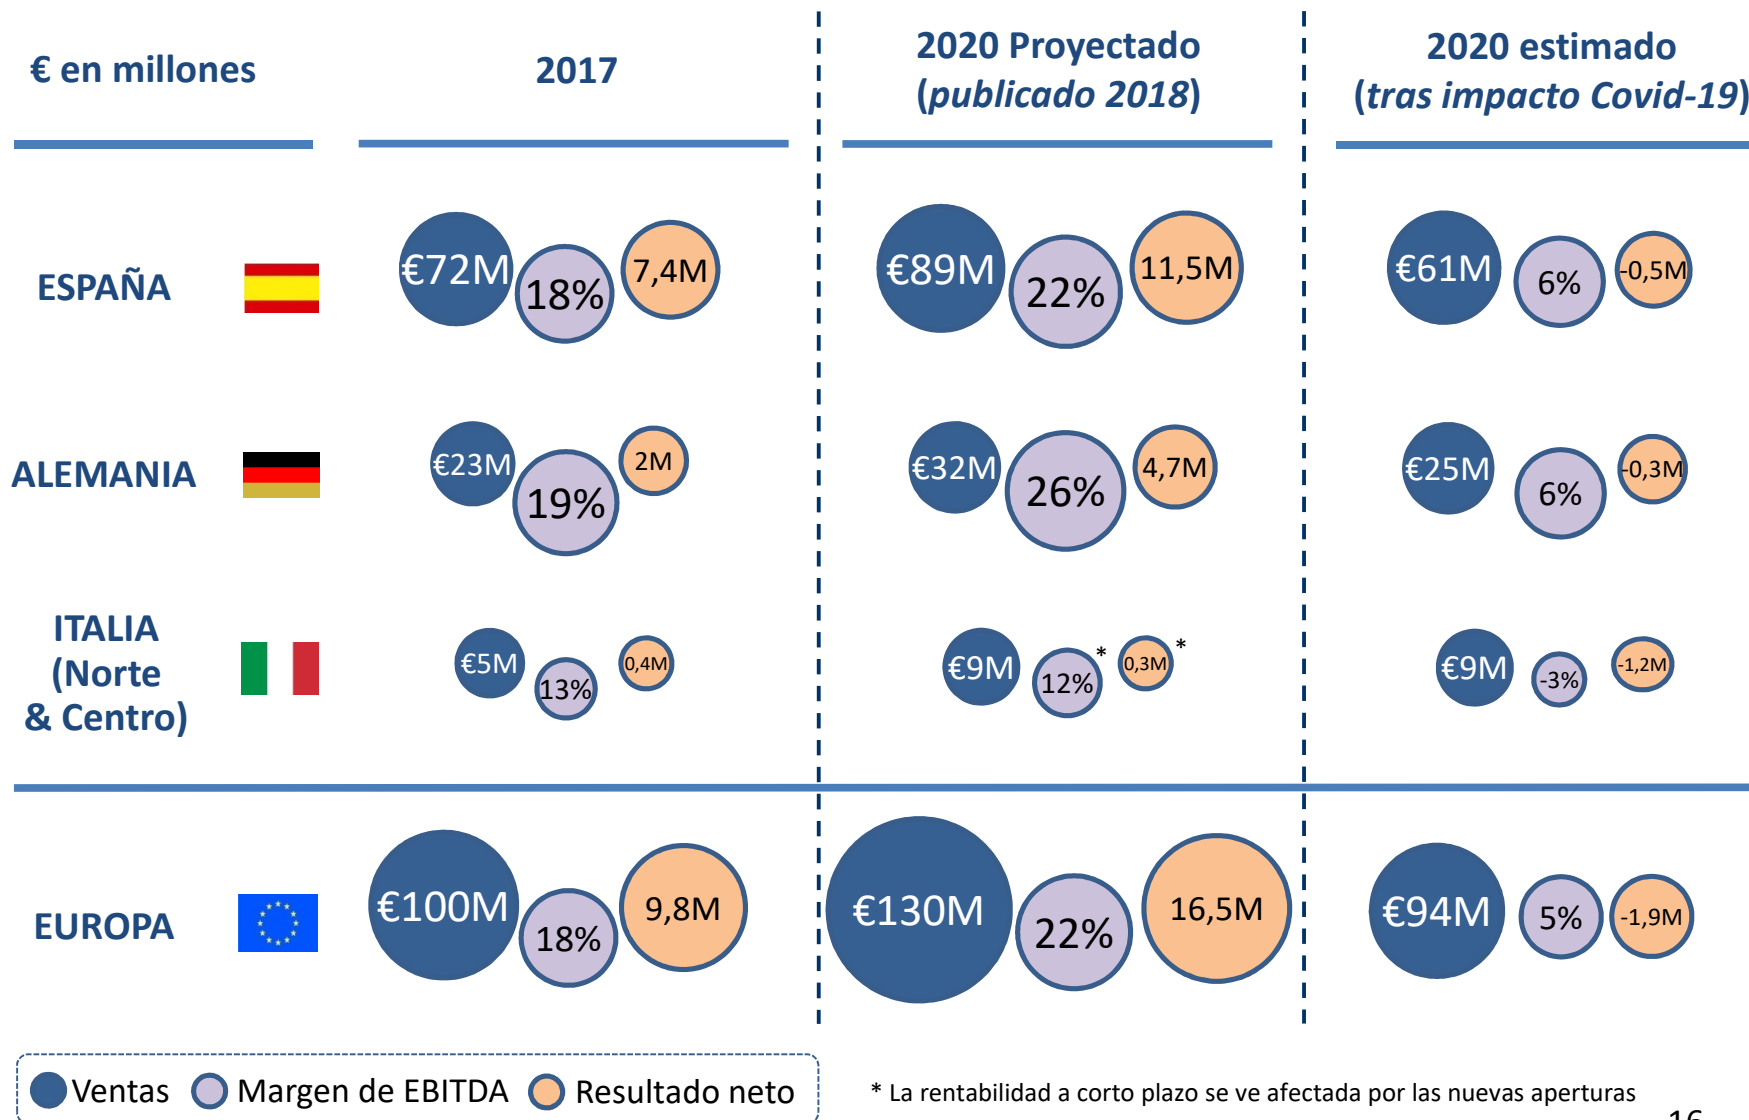 € en millones
2017
2020 Proyectado
(publicado 2018)
2020 estimado
(tras impacto Covid-19)
ESPAÑA
€72M
18%
7,4M
€89M
22%
11,5M
€61M
6%
-0,5M
ALEMANIA
€23M
19%
2M
€32M
26%
4,7M
€25M
6%
-0,3M
ITALIA
(Norte
& Centro)
€5M
13%
0,4M
€9M
12%
*
0,3M
*
€9M
-3%
-1,2M
EUROPA
€100M
18%
9,8M
€130M
22%
16,5M
€94M
5%
-1,9M
Ventas
Margen de EBITDA
Resultado neto
* La rentabilidad a corto plazo se ve afectada por las nuevas aperturas
16